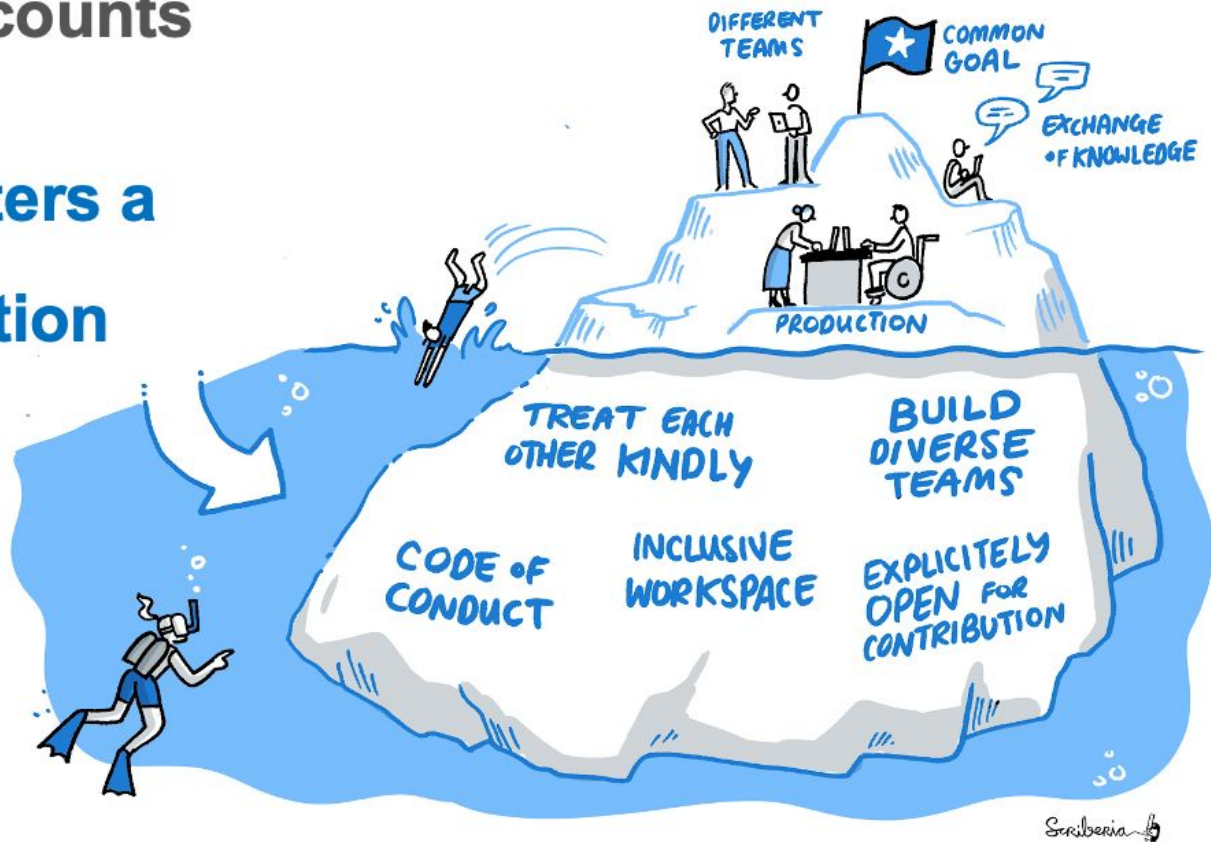 counts
ters a
tion
DIFFERENT
TEAMS
COMMON
GOAL
EXCHANGE
OF KNOWLEDGE
PRODUCTION
TREAT EACH
OTHER KINDLY
BUILD
DIVERSE
TEAMS
CODE OF
CONDUCT
INCLUSIVE
WORKSPACE
EXPLICITELY
OPEN FOR
CONTRIBUTION
Scriberia